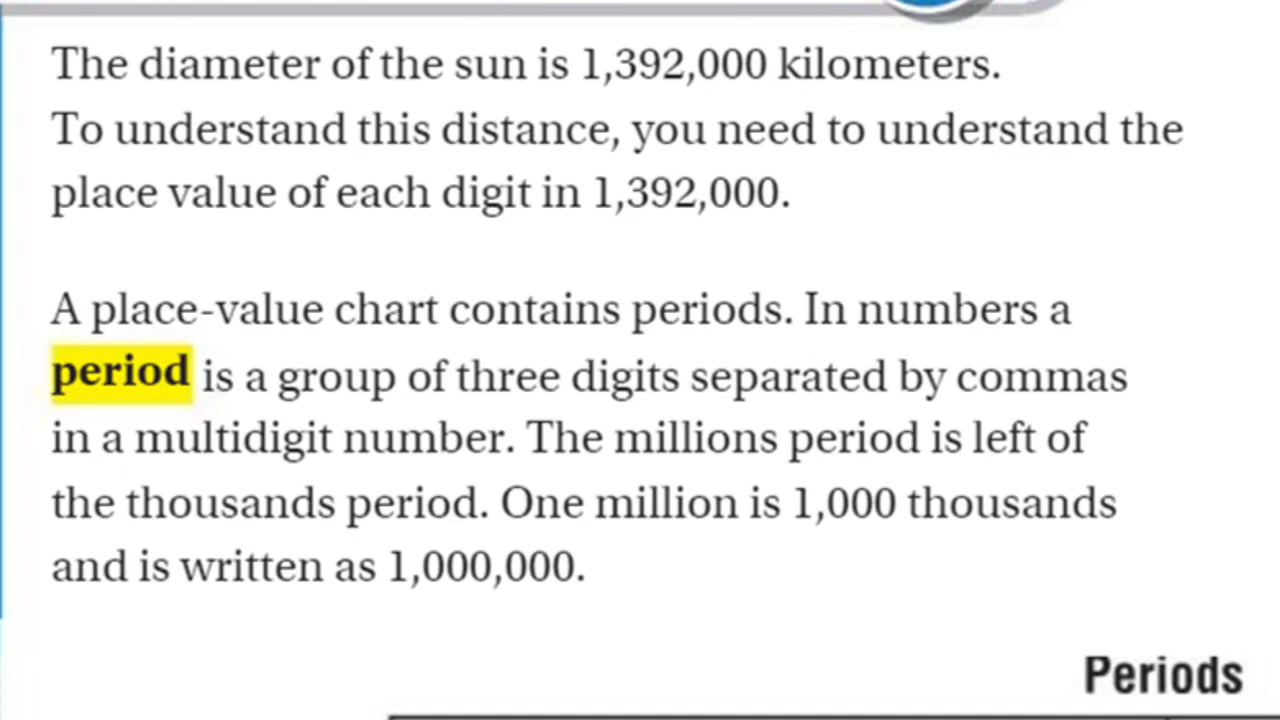 The diameter of the sun is 1,392,000 kilometers.
To understand this distance, you need to understand the
place value of each digit in 1,392,000.
A place-value chart contains periods. In numbers a
period is a group of three digits separated by commas
in a multidigit number. The millions period is left of
the thousands period. One million is 1,000 thousands
and is written as 1,000,000.
Periods